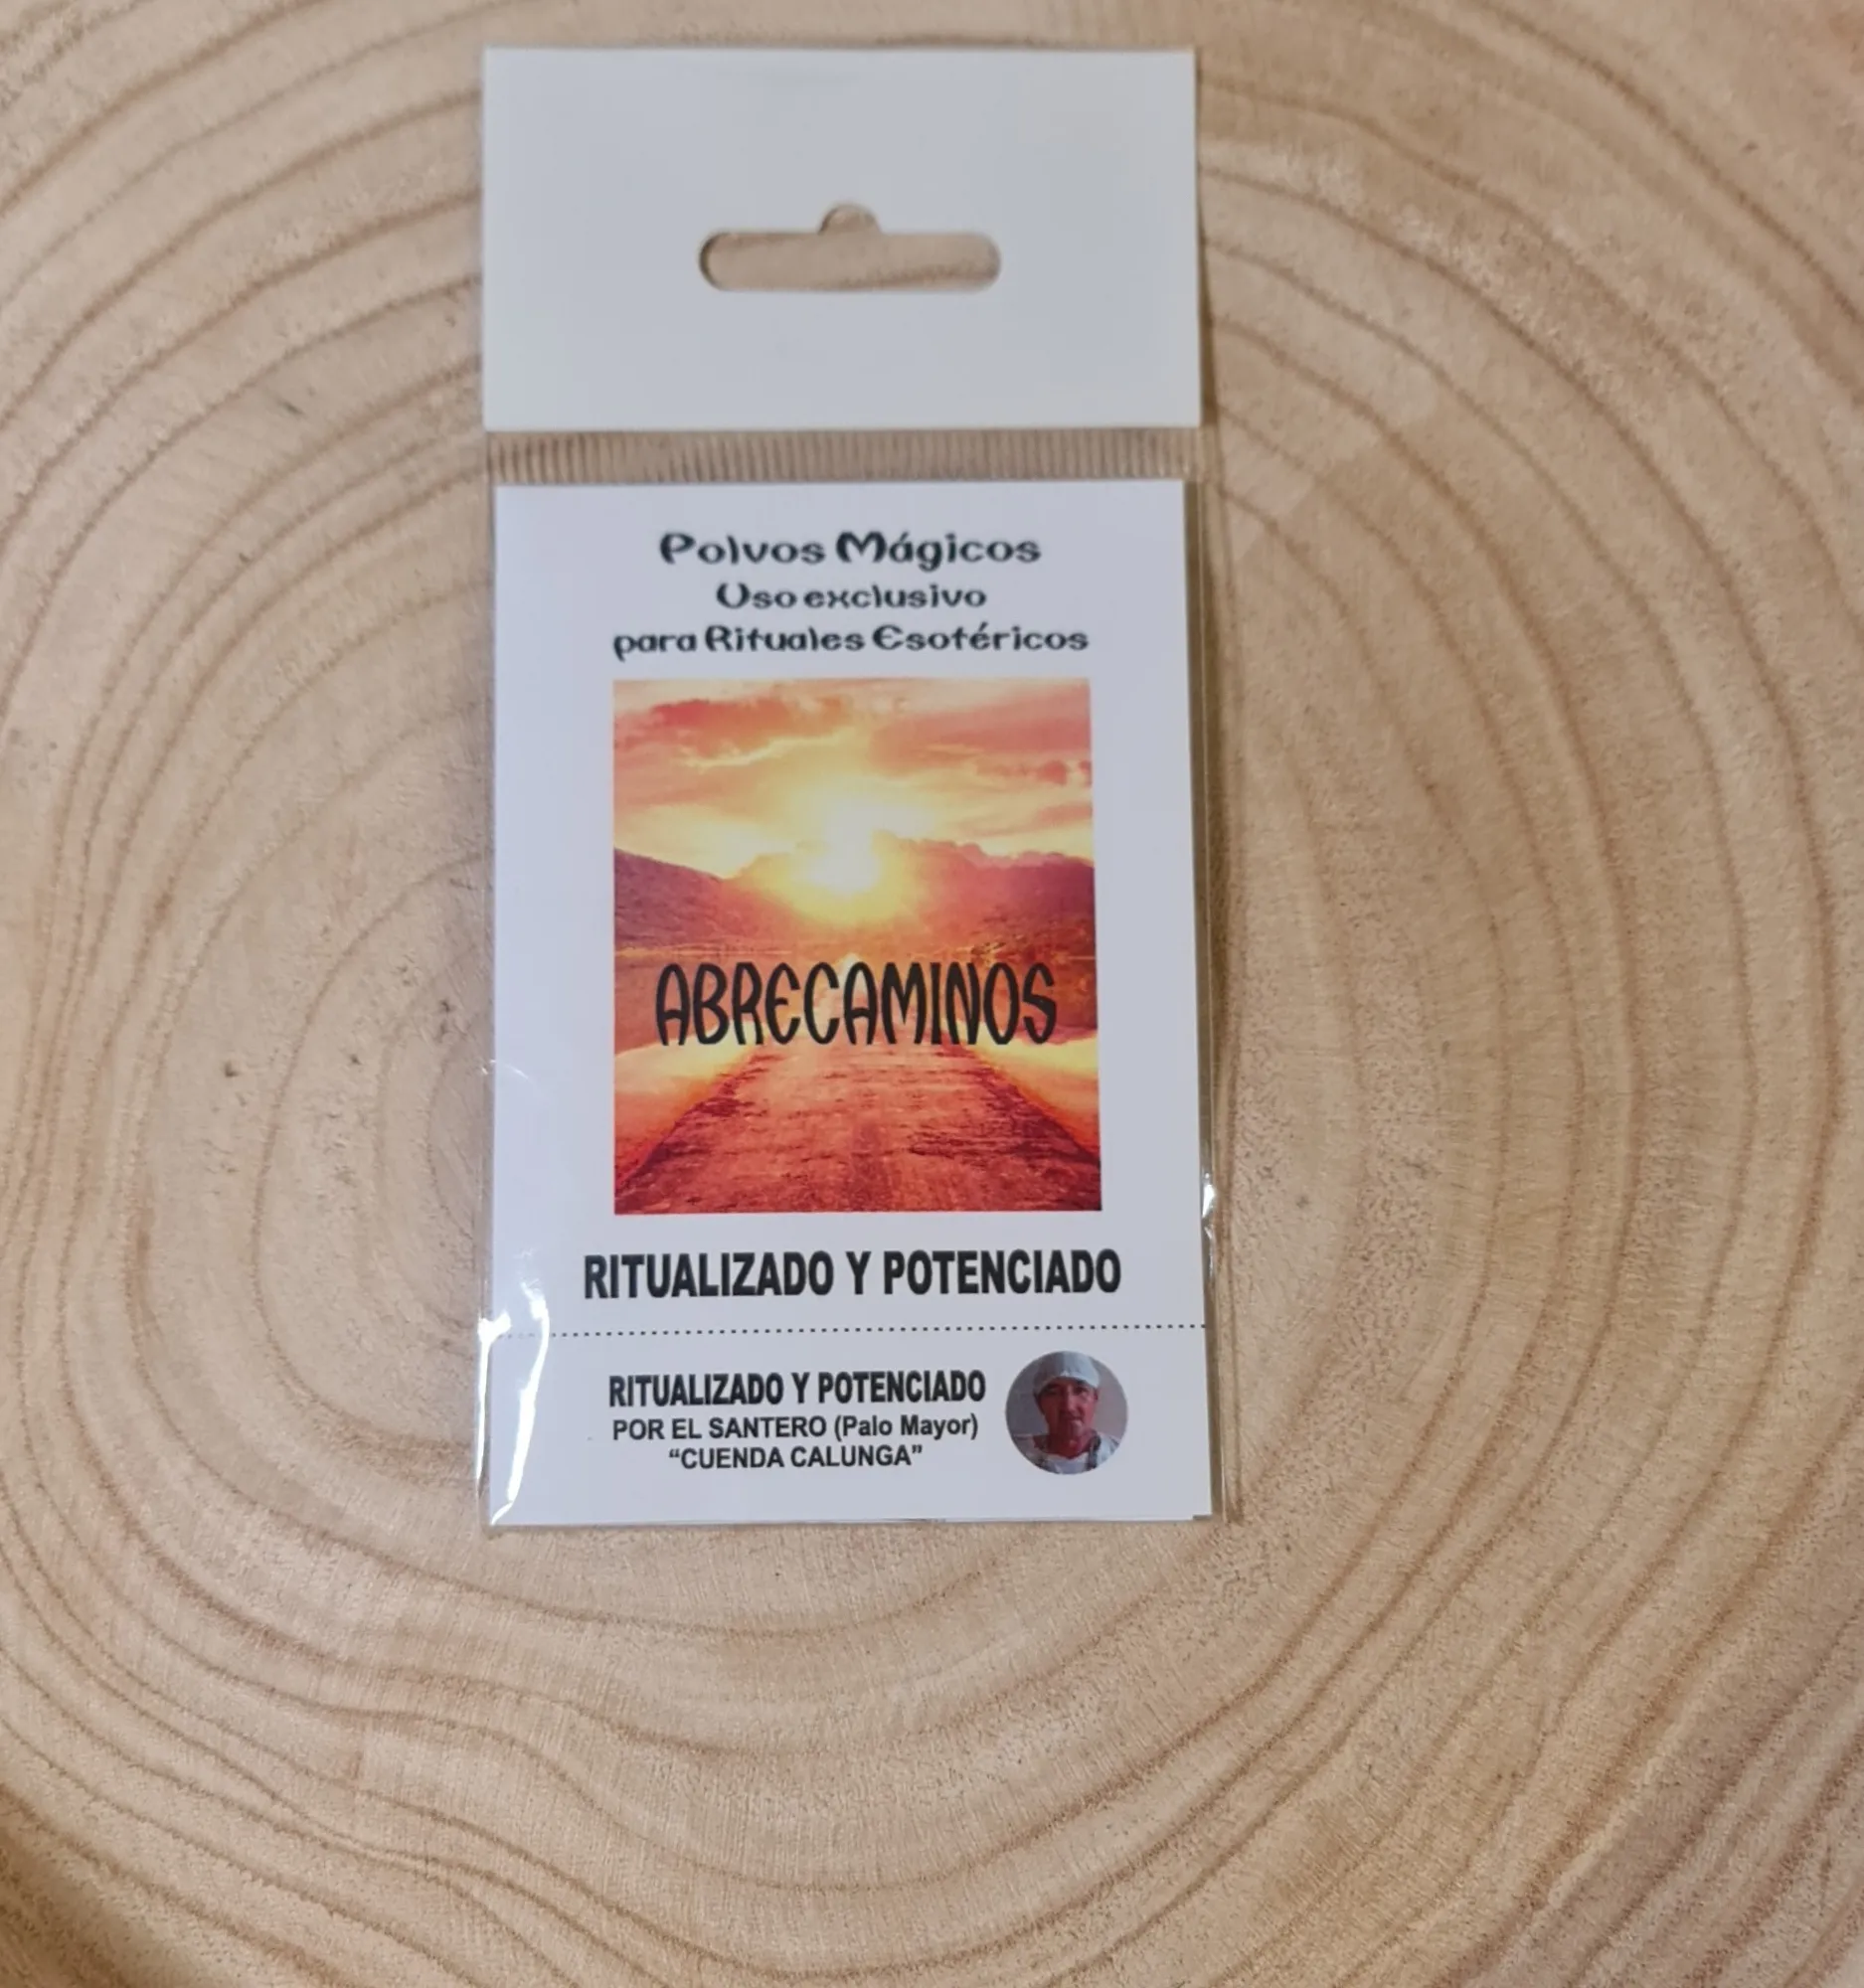 Polvos Mágicos
Uso exclusivo
para Rituales Esotéricos
ABRECAMINOS
RITUALIZADO Y POTENCIADO
RITUALIZADO Y POTENCIADO
POR EL SANTERO (Palo Mayor)
“CUENDA CALUNGA”